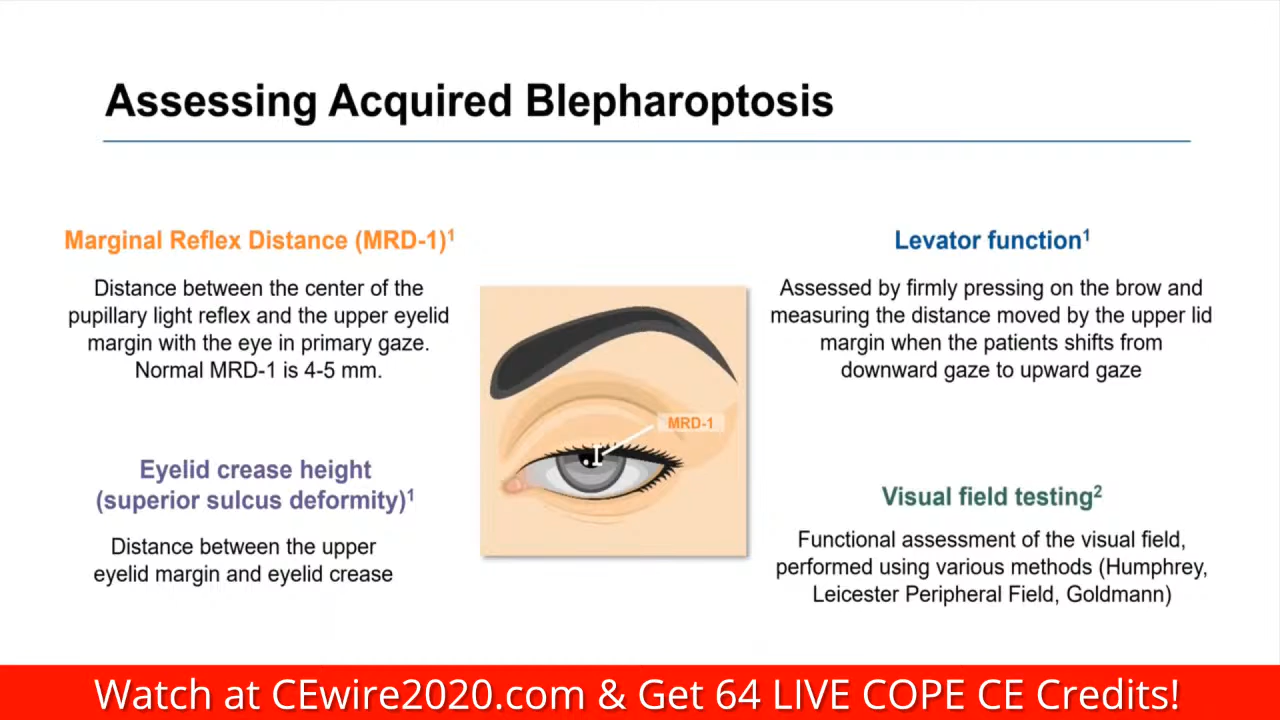 Assessing Acquired Blepharoptosis
Marginal Reflex Distance (MRD-1)1
Distance between the center of the
pupillary light reflex and the upper eyelid
margin with the eye in primary gaze.
Normal MRD-1 is 4-5 mm.
Eyelid crease height
(superior sulcus deformity)1
Distance between the upper
eyelid margin and eyelid crease
MRD-1
Levator function1
Assessed by firmly pressing on the brow and
measuring the distance moved by the upper lid
margin when the patients shifts from
downward gaze to upward gaze
Visual field testing2
Functional assessment of the visual field,
performed using various methods (Humphrey,
Leicester Peripheral Field, Goldmann)
Watch at CEwire2020.com & Get 64 LIVE COPE CE Credits!